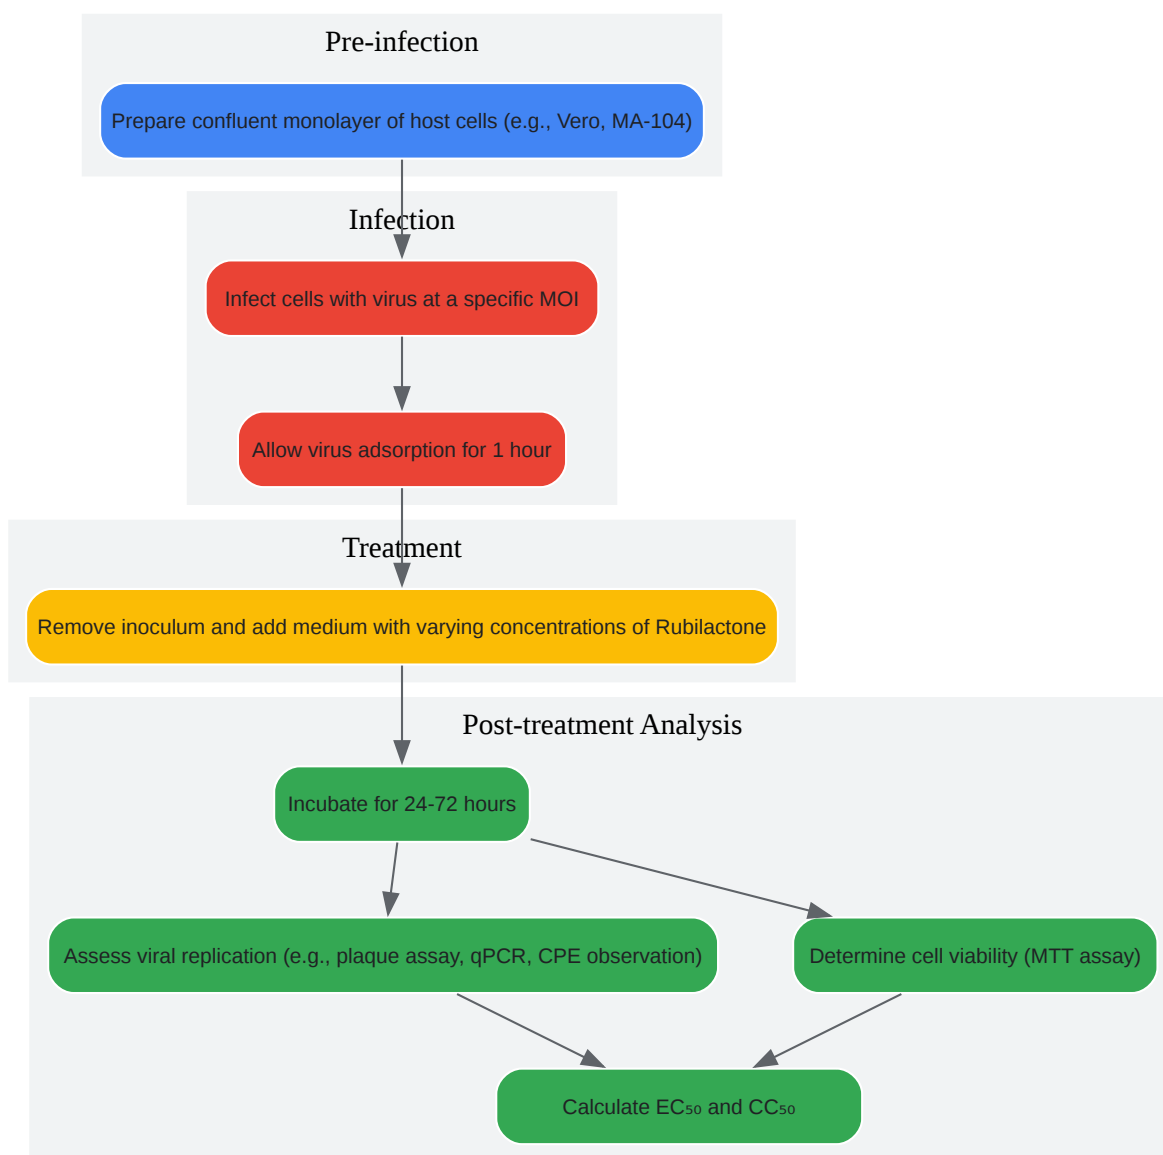 Pre-infection
Prepare confluent monolayer of host cells (e.g., Vero, MA-104)
Infection
Infect cells with virus at a specific MOI
Allow virus adsorption for 1 hour
Treatment
Remove inoculum and add medium with varying concentrations of Rubilactone
Post-treatment Analysis
Incubate for 24-72 hours
Assess viral replication (e.g., plaque assay, qPCR, CPE observation)
Determine cell viability (MTT assay)
Calculate EC₅₀ and CC₅₀